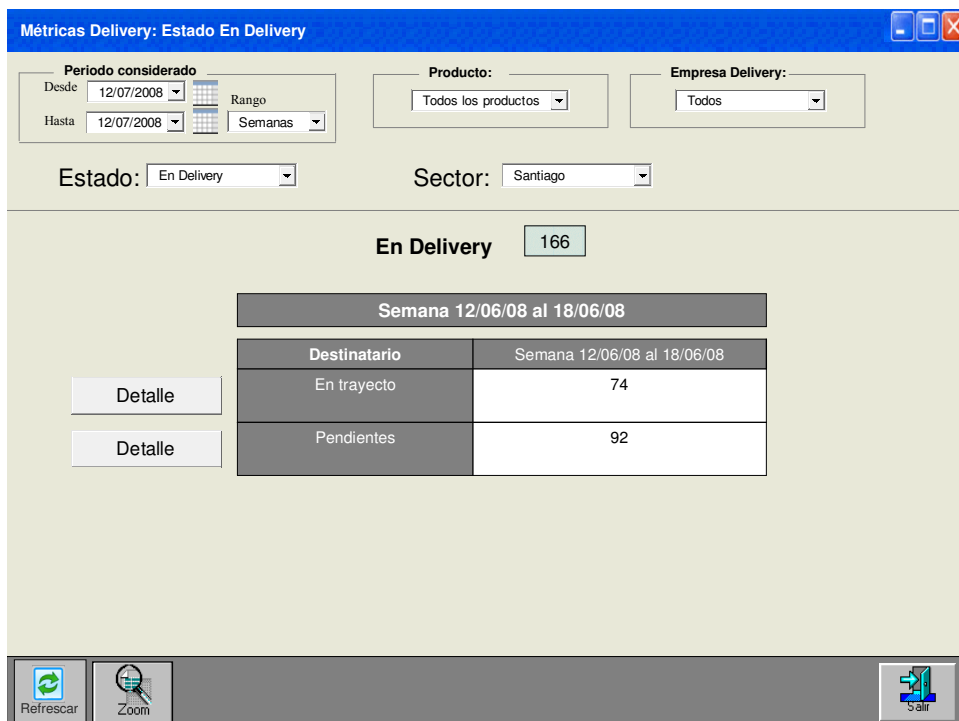 Métricas Delivery: Estado En Delivery
Periodo considerado
Desde 12/07/2008
Rango
Hasta 12/07/2008 Semanas
Producto:
Todos los productos
Empresa Delivery:
Todos
Estado: En Delivery Sector: Santiago
En Delivery 166
Semana 12/06/08 al 18/06/08
Destinatario Semana 12/06/08 al 18/06/08
Detalle En trayecto 74
Detalle Pendientes 92
Refrescar Zoom Salir